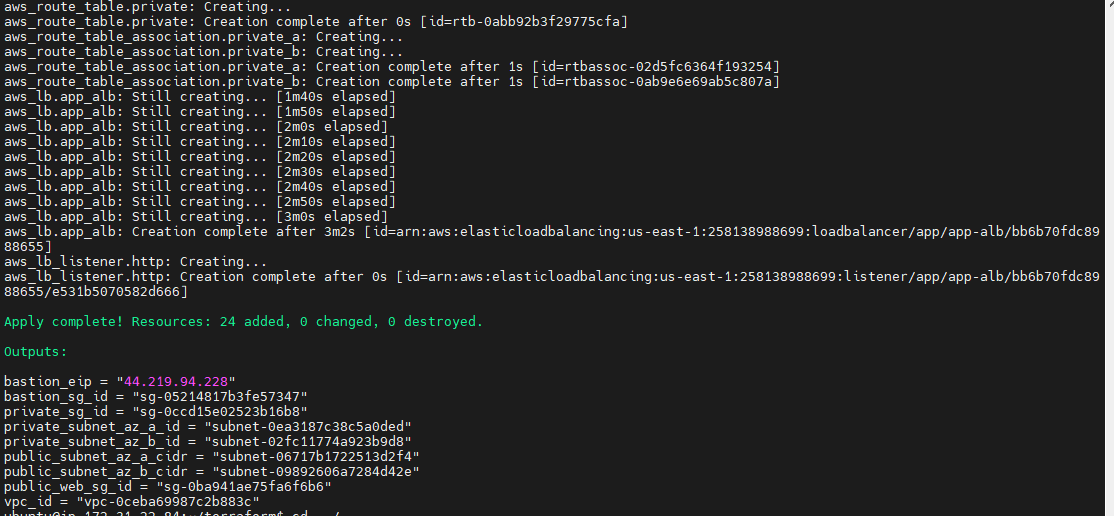 aws_route_table.private: Creating...
aws_route_table.private: Creation complete after 0s [id=rtb-0abb92b3f29775cfa]
aws_route_table_association.private_a: Creating...
aws_route_table_association.private_b: Creating...
aws_route_table_association.private_a: Creation complete after 1s [id=rtbassoc-02d5fc6364f193254]
aws_route_table_association.private_b: Creation complete after 1s [id=rtbassoc-0ab9e6e69ab5c807a]
aws_lb.app_alb: Still creating... [1m40s elapsed]
aws_lb.app_alb: Still creating... [1m50s elapsed]
aws_lb.app_alb: Still creating... [2m0s elapsed]
aws_lb.app_alb: Still creating... [2m10s elapsed]
aws_lb.app_alb: Still creating... [2m20s elapsed]
aws_lb.app_alb: Still creating... [2m30s elapsed]
aws_lb.app_alb: Still creating... [2m40s elapsed]
aws_lb.app_alb: Still creating... [2m50s elapsed]
aws_lb.app_alb: Still creating... [3m0s elapsed]
aws_lb.app_alb: Creation complete after 3m2s [id=arn:aws:elasticloadbalancing:us-east-1:258138988699:loadbalancer/app/app-alb/bb6b70fdc89
88655]
aws_lb_listener.http: Creating...
aws_lb_listener.http: Creation complete after 0s [id=arn:aws:elasticloadbalancing:us-east-1:258138988699:listener/app/app-alb/bb6b70fdc89
88655/e531b5070582d666]
Apply complete! Resources: 24 added, 0 changed, 0 destroyed.
Outputs:
bastion_eip = "44.219.94.228"
bastion_sg_id = "sg-05214817b3fe57347"
private_sg_id = "sg-0ccd15e02523b16b8"
private_subnet_az_a_id = "subnet-0ea3187c38c5a0ded"
private_subnet_az_b_id = "subnet-02fc11774a923b9d8"
public_subnet_az_a_cidr = "subnet-06717b1722513d2f4"
public_subnet_az_b_cidr = "subnet-09892606a7284d42e"
public_web_sg_id = "sg-0ba941ae75fa6f6b6"
vpc_id = "vpc-0ceba69987c2b883c"